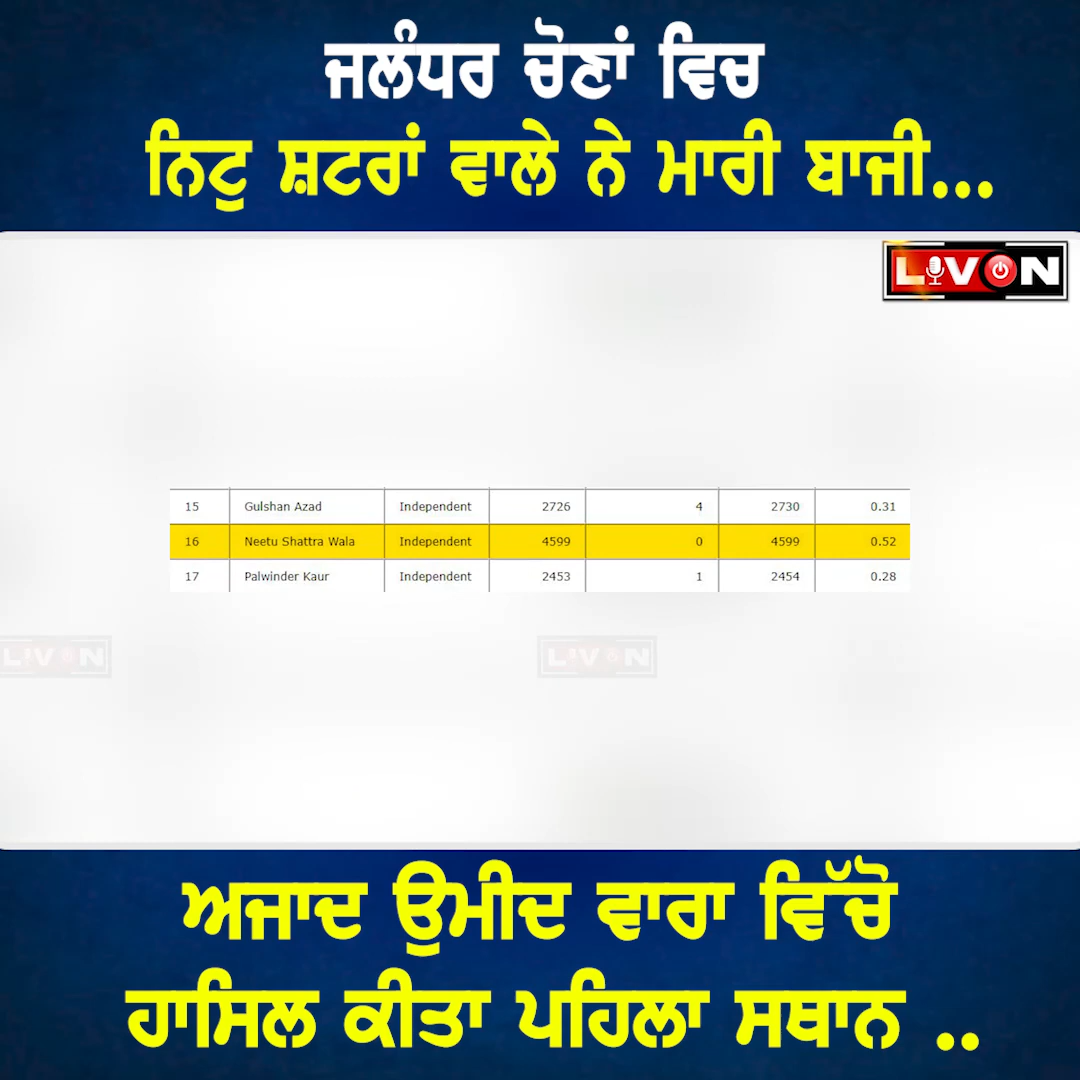 ਜਲੰਧਰ ਚੋਣਾਂ ਵਿਚ
ਨਿਟੁ ਸ਼ਟਰਾਂ ਵਾਲੇ ਨੇ ਮਾਰੀ ਬਾਜੀ...
LIVON
15 Gulshan Azad Independent 2726 4 2730 0.31
16 Neetu Shattra Wala Independent 4599 0 4599 0.52
17 Palwinder Kaur Independent 2453 1 2454 0.28
LIVON LIVON
ਅਜਾਦ ਉਮੀਦ ਵਾਰਾ ਵਿੱਚੋ
ਹਾਸਿਲ ਕੀਤਾ ਪਹਿਲਾ ਸਥਾਨ ..